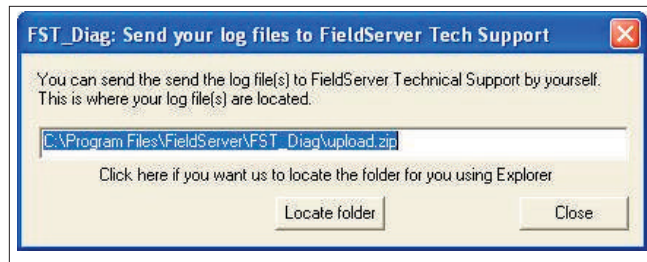 FST_Diag: Send your log files to FieldServer Tech Support
You can send the send the log file(s) to FieldServer Technical Support by yourself.
This is where your log file(s) are located.
C:\Program Files\FieldServer\FST_Diag\upload.zip
Click here if you want us to locate the folder for you using Explorer
Locate folder
Close